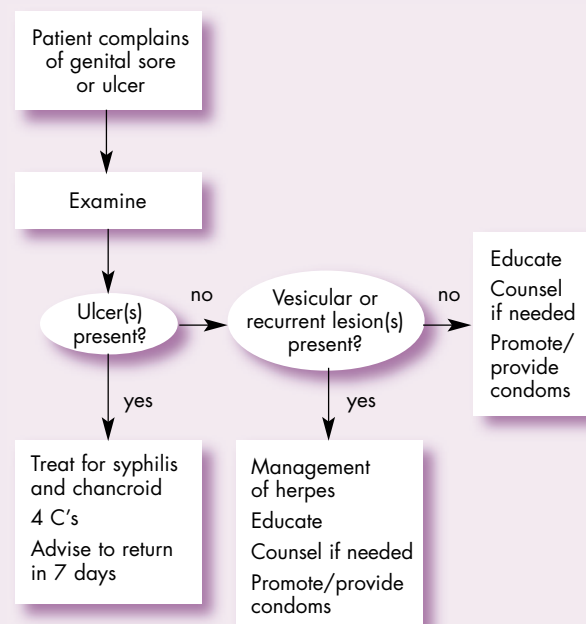 Patient complains
of genital sore
or ulcer
Examine
Ulcer(s)
present?
no
Vesicular or
recurrent lesion(s)
present?
no
Educate
Counsel
if needed
Promote/
provide
condoms
yes
yes
Treat for syphilis
and chancroid
4 C's
Advise to return
in 7 days
Management
of herpes
Educate
Counsel if needed
Promote/provide
condoms